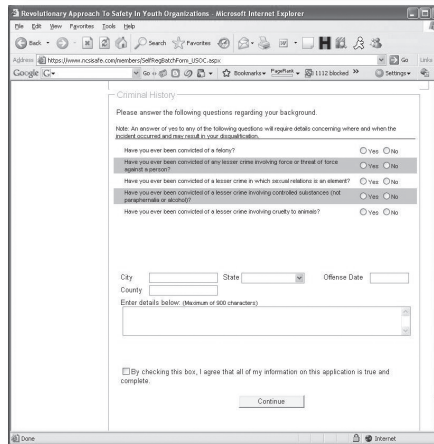 Revolutionary Approach To Safety In Youth Organizations - Microsoft Internet Explorer
File Edit View Favorites Tools Help
Back Search Favorites
Address https://www.ncsisafe.com/members/SelfRegBatchForm_USOC.aspx Go Links
Google G Go Bookmarks PageRank 1112 blocked Settings
Criminal History
Please answer the following questions regarding your background.
Note: An answer of yes to any of the following questions will require details concerning where and when the
incident occurred and may result in your disqualification.
Have you ever been convicted of a felony? Yes No
Have you ever been convicted of any lesser crime involving force or threat of force
against a person? Yes No
Have you ever been convicted of a lesser crime in which sexual relations is an element? Yes No
Have you ever been convicted of a lesser crime involving controlled substances (not
paraphernalia or alcohol)? Yes No
Have you ever been convicted of a lesser crime involving cruelty to animals? Yes No
City State Offense Date
County
Enter details below: (Maximum of 900 characters)
By checking this box, I agree that all of my information on this application is true and
complete.
Continue
Done Internet